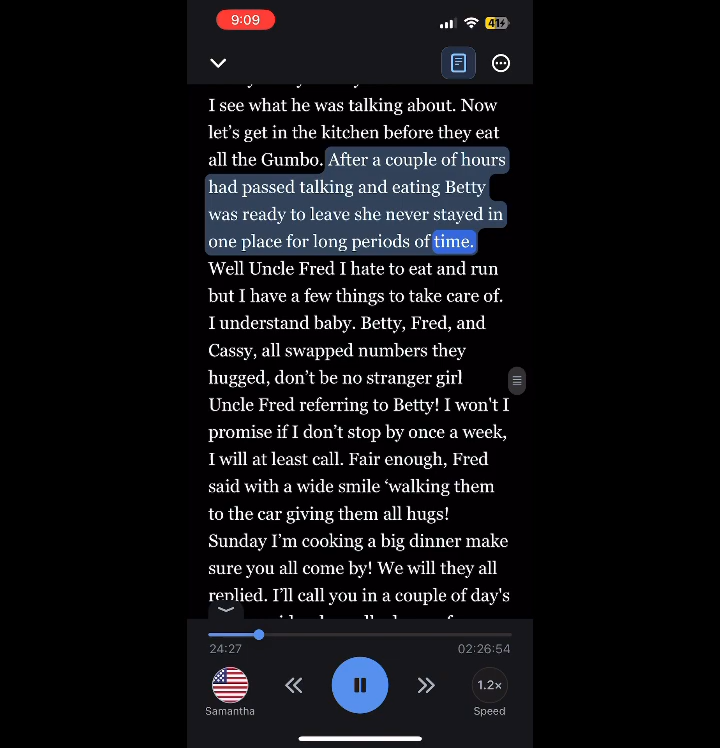 9:09
41
I see what he was talking about. Now
let’s get in the kitchen before they eat
all the Gumbo. After a couple of hours
had passed talking and eating Betty
was ready to leave she never stayed in
one place for long periods of time.
Well Uncle Fred I hate to eat and run
but I have a few things to take care of.
I understand baby. Betty, Fred, and
Cassy, all swapped numbers they
hugged, don’t be no stranger girl
Uncle Fred referring to Betty! I won't I
promise if I don’t stop by once a week,
I will at least call. Fair enough, Fred
said with a wide smile ‘walking them
to the car giving them all hugs!
Sunday I’m cooking a big dinner make
sure you all come by! We will they all
replied. I’ll call you in a couple of day's
24:27
02:26:54
1.2×
Samantha
Speed